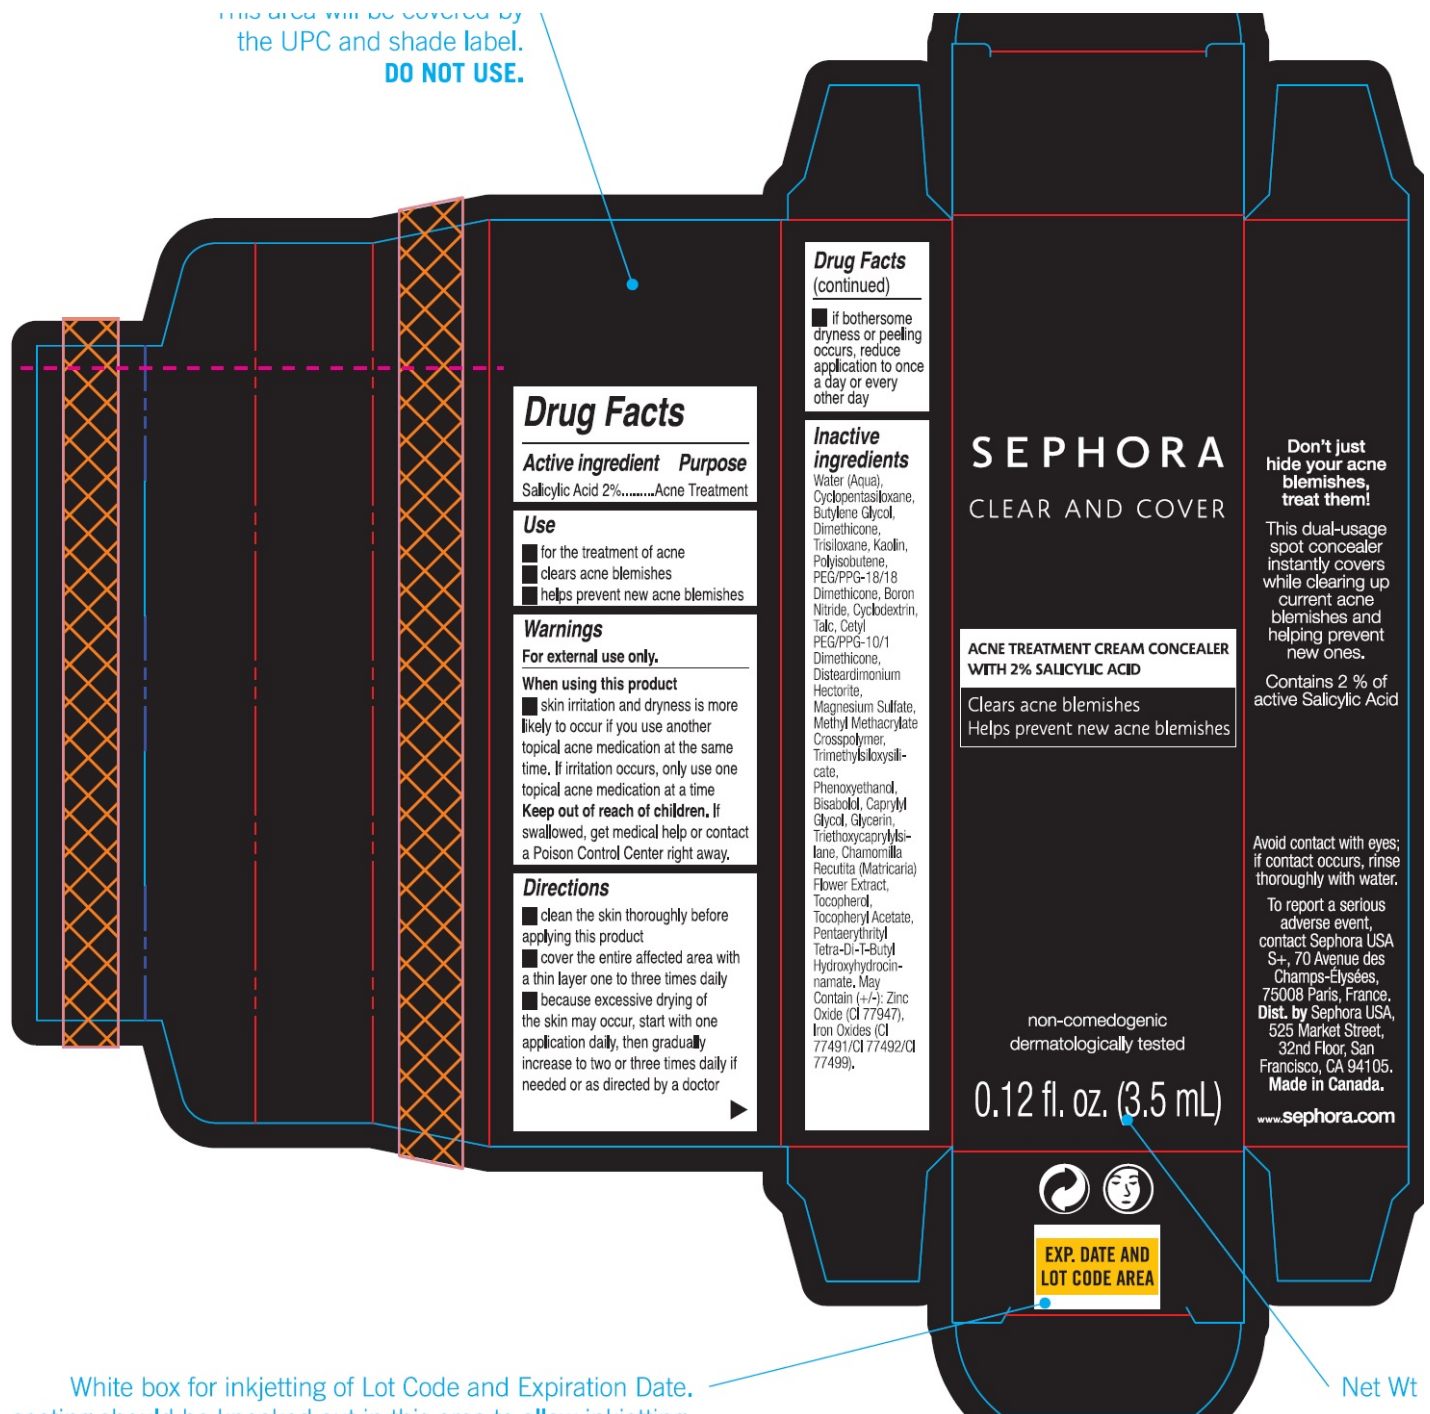 This area will be covered by
the UPC and shade label.
DO NOT USE.
Drug Facts
Active ingredient Purpose
Salicylic Acid 2%.........Acne Treatment
Use
■ for the treatment of acne
■ clears acne blemishes
■ helps prevent new acne blemishes
Warnings
For external use only.
When using this product
■ skin irritation and dryness is more
likely to occur if you use another
topical acne medication at the same
time. If irritation occurs, only use one
topical acne medication at a time
Keep out of reach of children. If
swallowed, get medical help or contact
a Poison Control Center right away.
Directions
■ clean the skin thoroughly before
applying this product
■ cover the entire affected area with
a thin layer one to three times daily
■ because excessive drying of
the skin may occur, start with one
application daily, then gradually
increase to two or three times daily if
needed or as directed by a doctor
Drug Facts
(continued)
■ if bothersome
dryness or peeling
occurs, reduce
application to once
a day or every
other day
Inactive
ingredients
Water (Aqua),
Cyclopentasiloxane,
Butylene Glycol,
Dimethicone,
Trisiloxane, Kaolin,
Polyisobutene,
PEG/PPG-18/18
Dimethicone, Boron
Nitride, Cyclodextrin,
Talc, Cetyl
PEG/PPG-10/1
Dimethicone,
Disteardimonium
Hectorite,
Magnesium Sulfate,
Methyl Methacrylate
Crosspolymer,
Trimethylsiloxysili-
cate,
Phenoxyethanol,
Bisabolol, Caprylyl
Glycol, Glycerin,
Triethoxycaprylylsi-
lane, Chamomilla
Recutita (Matricaria)
Flower Extract,
Tocopherol,
Tocopheryl Acetate,
Pentaerythrityl
Tetra-Di-T-Butyl
Hydroxyhydrocin-
namate. May
Contain (+/-): Zinc
Oxide (CI 77947),
Iron Oxides (CI
77491/CI 77492/CI
77499).
SEPHORA
CLEAR AND COVER
ACNE TREATMENT CREAM CONCEALER
WITH 2% SALICYLIC ACID
Clears acne blemishes
Helps prevent new acne blemishes
non-comedogenic
dermatologically tested
0.12 fl. oz. (3.5 mL)
EXP. DATE AND
LOT CODE AREA
Don't just
hide your acne
blemishes,
treat them!
This dual-usage
spot concealer
instantly covers
while clearing up
current acne
blemishes and
helping prevent
new ones.
Contains 2 % of
active Salicylic Acid
Avoid contact with eyes;
if contact occurs, rinse
thoroughly with water.
To report a serious
adverse event,
contact Sephora USA
S+, 70 Avenue des
Champs-Élysées,
75008 Paris, France.
Dist. by Sephora USA,
525 Market Street,
32nd Floor, San
Francisco, CA 94105.
Made in Canada.
www.sephora.com
White box for inkjetting of Lot Code and Expiration Date.
should be knocked out in this area to allow inkjetting
Net Wt